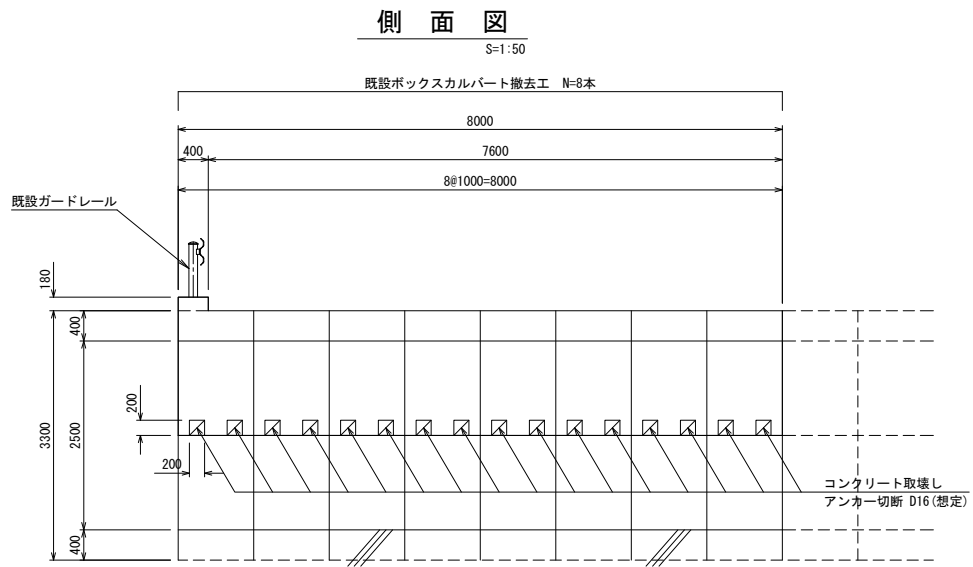 側面図
S=1:50
既設ボックスカルバート撤去工 N=8本
8000
400
7600
8@1000=8000
既設ガードレール
180
400
200
3300
2500
200
コンクリート取壊し
アンカー切断 D16(想定)
400